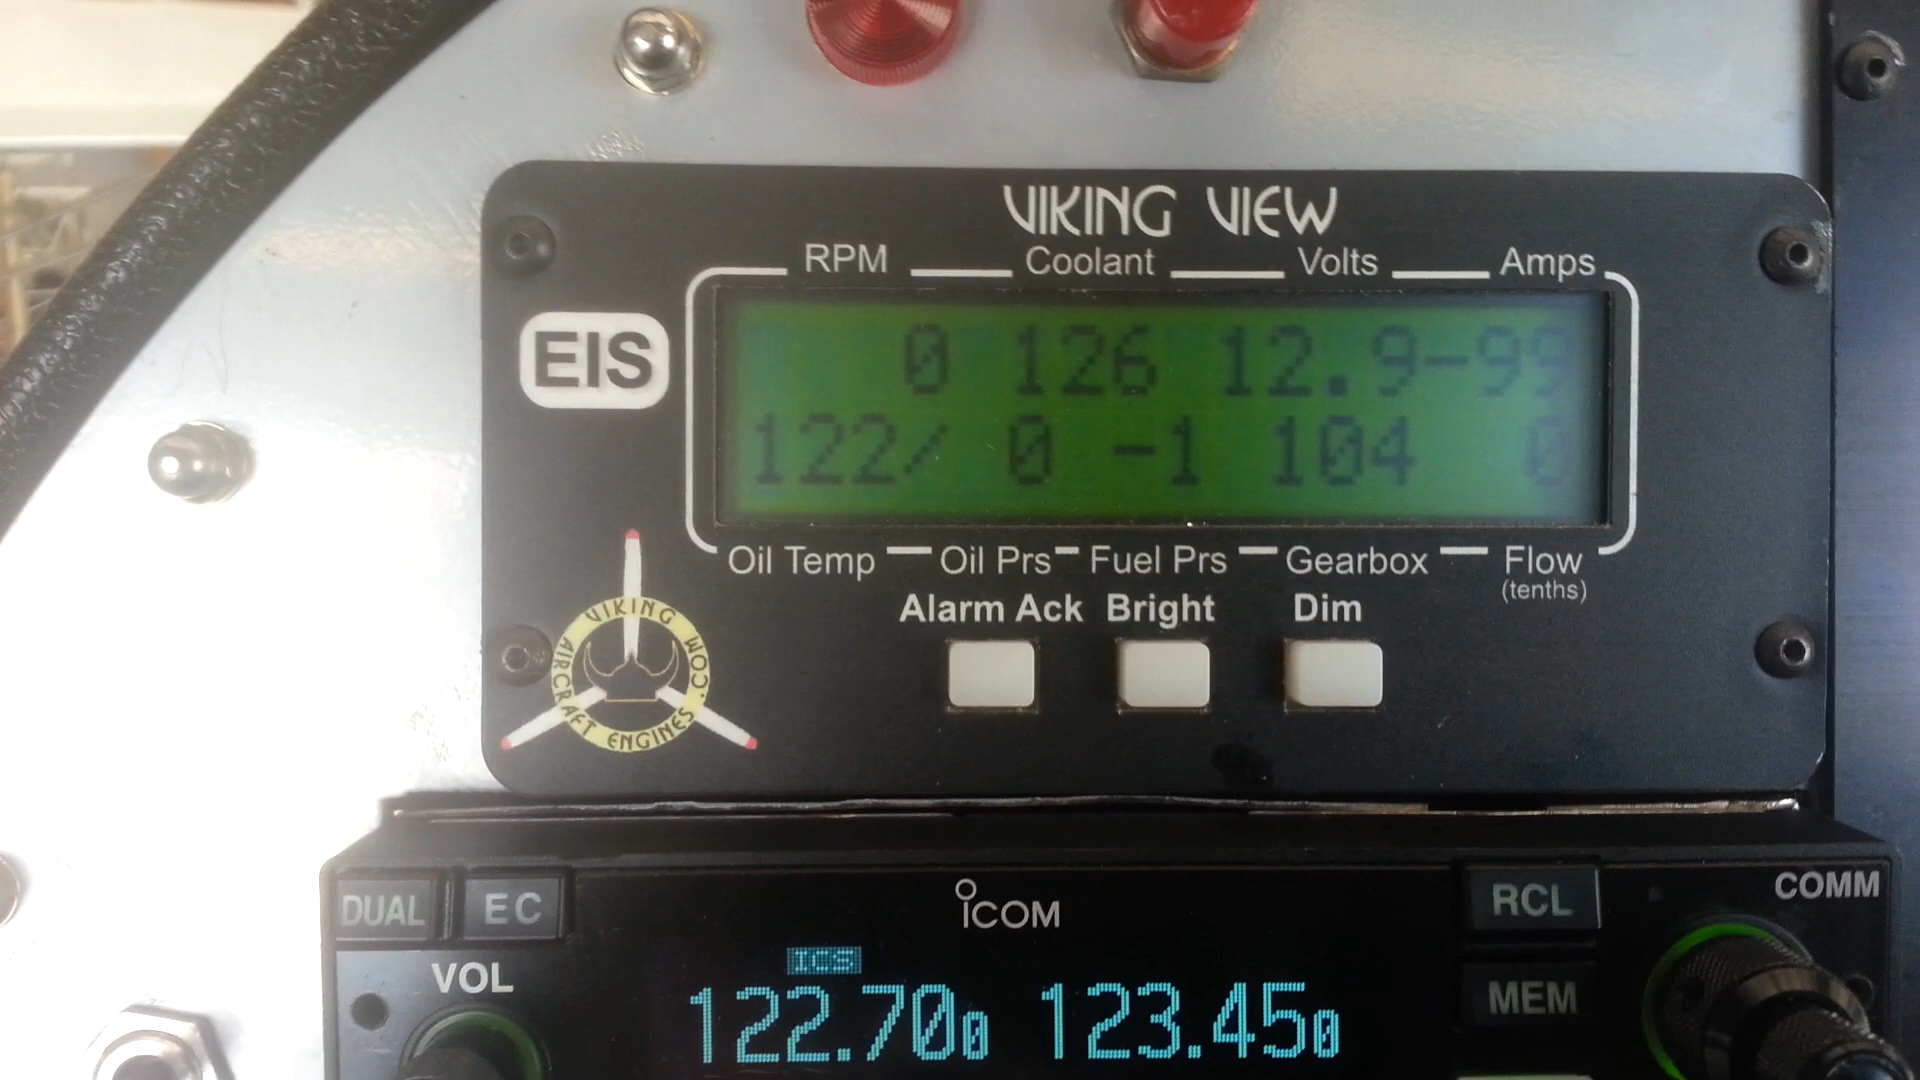 VIKING VIEW
RPM Coolant Volts Amps
EIS
0 126 12.9-99
122/ 0 -1 104 0
Oil Temp Oil Prs Fuel Prs Gearbox Flow
(tenths)
Alarm Ack Bright Dim
VIKING AIRCRAFT ENGINES.COM
DUAL EC ICOM RCL COMM
VOL ICS MEM
122.700 123.450